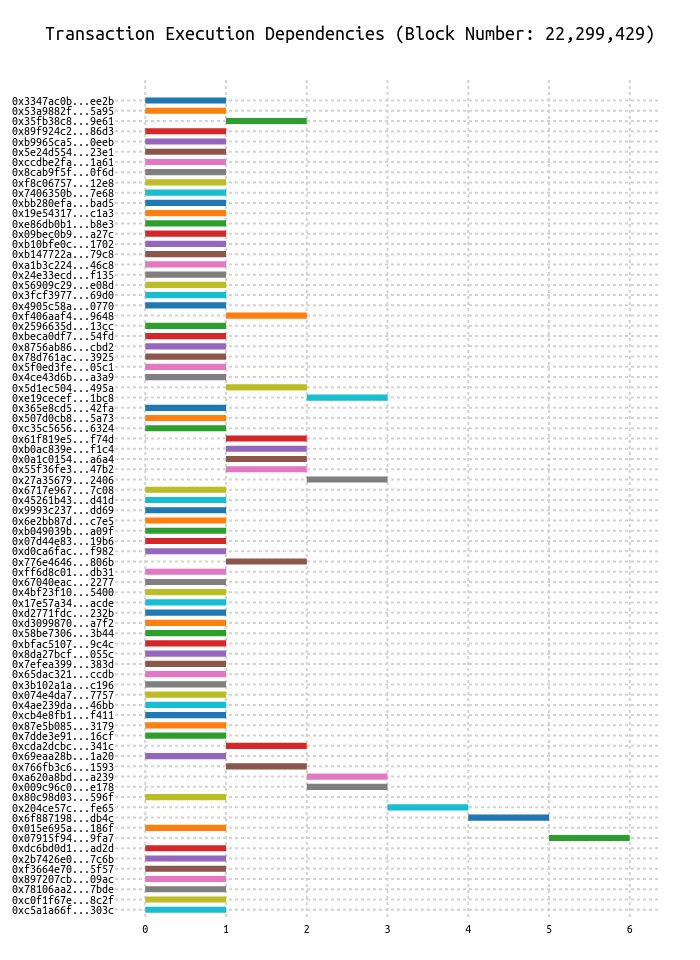 Transaction Execution Dependencies (Block Number: 22,299,429)
0x3347ac0b...ee2b
0x53a9882f...5a95
0x35fb38c8...9e61
0x89f924c2...86d3
0xb9965ca5...0eeb
0x5e24d554...23e1
0xccdbe2fa...1a61
0x8cab9f5f...0f6d
0xf8c06757...12e8
0x7406350b...7e68
0xbb280efa...bad5
0x19e54317...c1a3
0xe86db0b1...b8e3
0x09bec0b9...a27c
0xb10bfe0c...1702
0xb147722a...79c8
0xa1b3c224...46c8
0x24e33ecd...f135
0x56909c29...e08d
0x3fcf3977...69d0
0x4905c58a...0770
0xf406aaf4...9648
0x2596635d...13cc
0xbeca0df7...54fd
0x8756ab86...cbd2
0x78d761ac...3925
0x5f0ed3fe...05c1
0x4ce43d6b...a3a9
0x5d1ec504...495a
0xe19cecef...1bc8
0x365e8cd5...42fa
0x507d0cb8...5a73
0xc35c5656...6324
0x61f819e5...f74d
0xb0ac839e...f1c4
0x0a1c0154...a6a4
0x55f36fe3...47b2
0x27a35679...2406
0x6717e967...7c08
0x45261b43...d41d
0x9993c237...dd69
0x6e2bb87d...c7e5
0xb049039b...a09f
0x07d44e83...19b6
0xd0ca6fac...f982
0x776e4646...806b
0xff6d8c01...db31
0x67040eac...2277
0x4bf23f10...5400
0x17e57a34...acde
0xd2771fdc...232b
0xd3099870...a7f2
0x58be7306...3b44
0xbfac5107...9c4c
0x8da27bcf...055c
0x7efea399...383d
0x65dac321...ccdb
0x3b102a1a...c196
0x074e4da7...7757
0x4ae239da...46bb
0xcb4e8fb1...f411
0x87e5b085...3179
0x7dde3e91...16cf
0xcda2dcbc...341c
0x69eaa28b...1a20
0x766fb3c6...1593
0xa620a8bd...a239
0x009c96c0...e178
0x80c98d03...596f
0x204ce57c...fe65
0x6f887198...db4c
0x015e695a...186f
0x07915f94...9fa7
0xdc6bd0d1...ad2d
0x2b7426e0...7c6b
0xf3664e70...5f57
0x897207cb...09ac
0x78106aa2...7bde
0xc0f1f67e...8c2f
0xc5a1a66f...303c
0 1 2 3 4 5 6